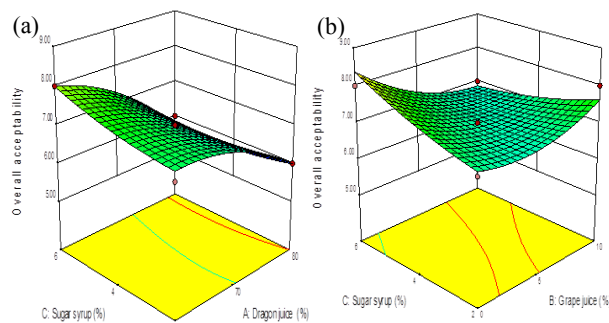 (a)
9.00
8.00
7.00
6.00
5.00
Overall acceptability
6
4
80
70
C: Sugar syrup (%)
A: Dragon juice (%
(b)
9.00
8.00
7.00
6.00
5.00
Overall acceptability
6
4
2
0
5
10
C: Sugar syrup (%)
B: Grape juice (%